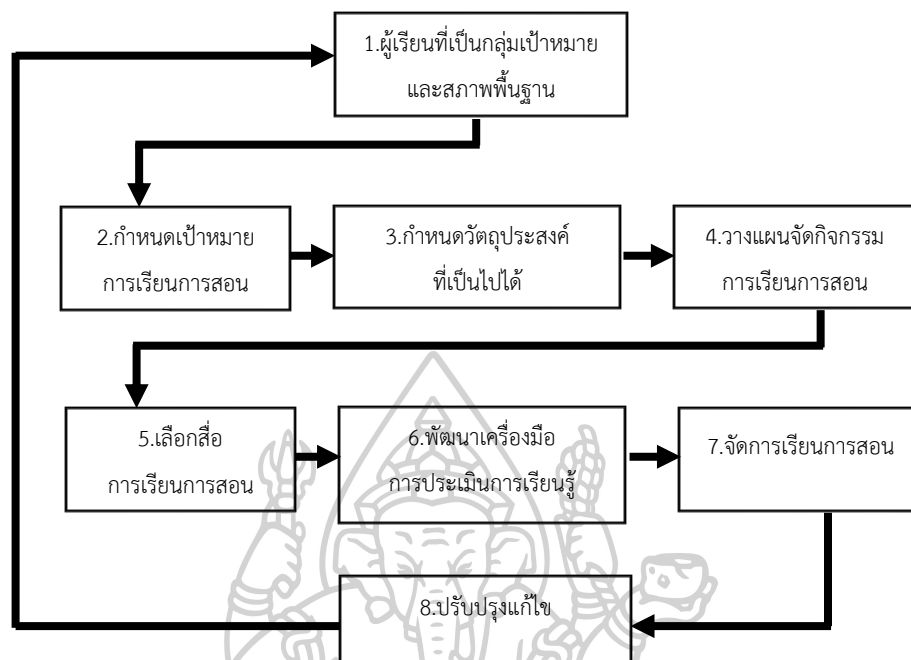 1.ผู้เรียนที่เป็นกลุ่มเป้าหมาย
และสภาพพื้นฐาน
2.กำหนดเป้าหมาย
การเรียนการสอน
3.กำหนดวัตถุประสงค์
ที่เป็นไปได้
4.วางแผนจัดกิจกรรม
การเรียนการสอน
5.เลือกสื่อ
การเรียนการสอน
6.พัฒนาเครื่องมือ
การประเมินการเรียนรู้
7.จัดการเรียนการสอน
8.ปรับปรุงแก้ไข